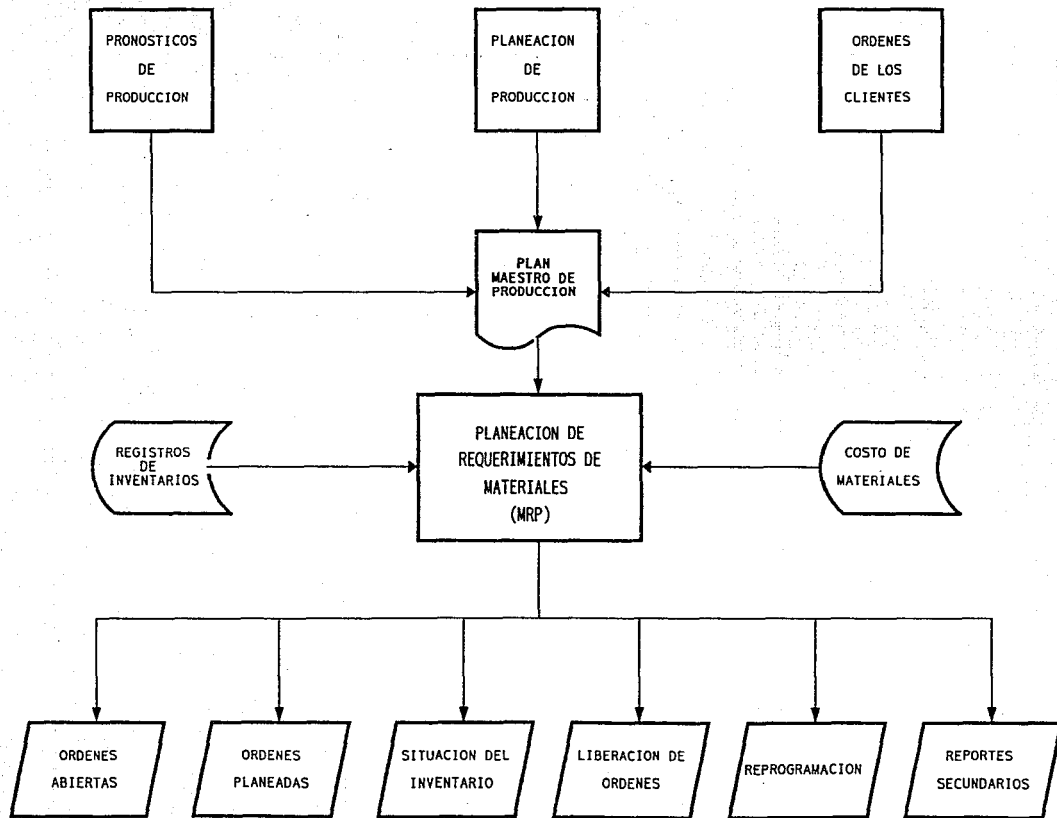 PRONOSTICOS
DE
PRODUCCION
PLANEACION
DE
PRODUCCION
ORDENES
DE LOS
CLIENTES
PLAN
MAESTRO DE
PRODUCCION
REGISTROS
DE
INVENTARIOS
PLANEACION DE
REQUERIMIENTOS DE
MATERIALES
(MRP)
COSTO DE
MATERIALES
ORDENES
ABIERTAS
ORDENES
PLANEADAS
SITUACION DEL
INVENTARIO
LIBERACION DE
ORDENES
REPROGRAMACION
REPORTES
SECUNDARIOS